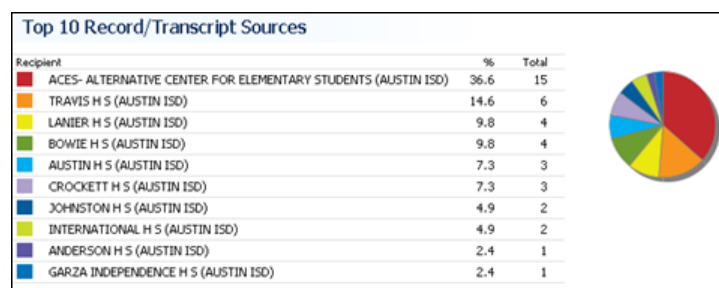 Top 10 Record/Transcript Sources
Recipient % Total
ACES- ALTERNATIVE CENTER FOR ELEMENTARY STUDENTS (AUSTIN ISD) 36.6 15
TRAVIS H S (AUSTIN ISD) 14.6 6
LANIER H S (AUSTIN ISD) 9.8 4
BOWIE H S (AUSTIN ISD) 9.8 4
AUSTIN H S (AUSTIN ISD) 7.3 3
CROCKETT H S (AUSTIN ISD) 7.3 3
JOHNSTON H S (AUSTIN ISD) 4.9 2
INTERNATIONAL H S (AUSTIN ISD) 4.9 2
ANDERSON H S (AUSTIN ISD) 2.4 1
GARZA INDEPENDENCE H S (AUSTIN ISD) 2.4 1